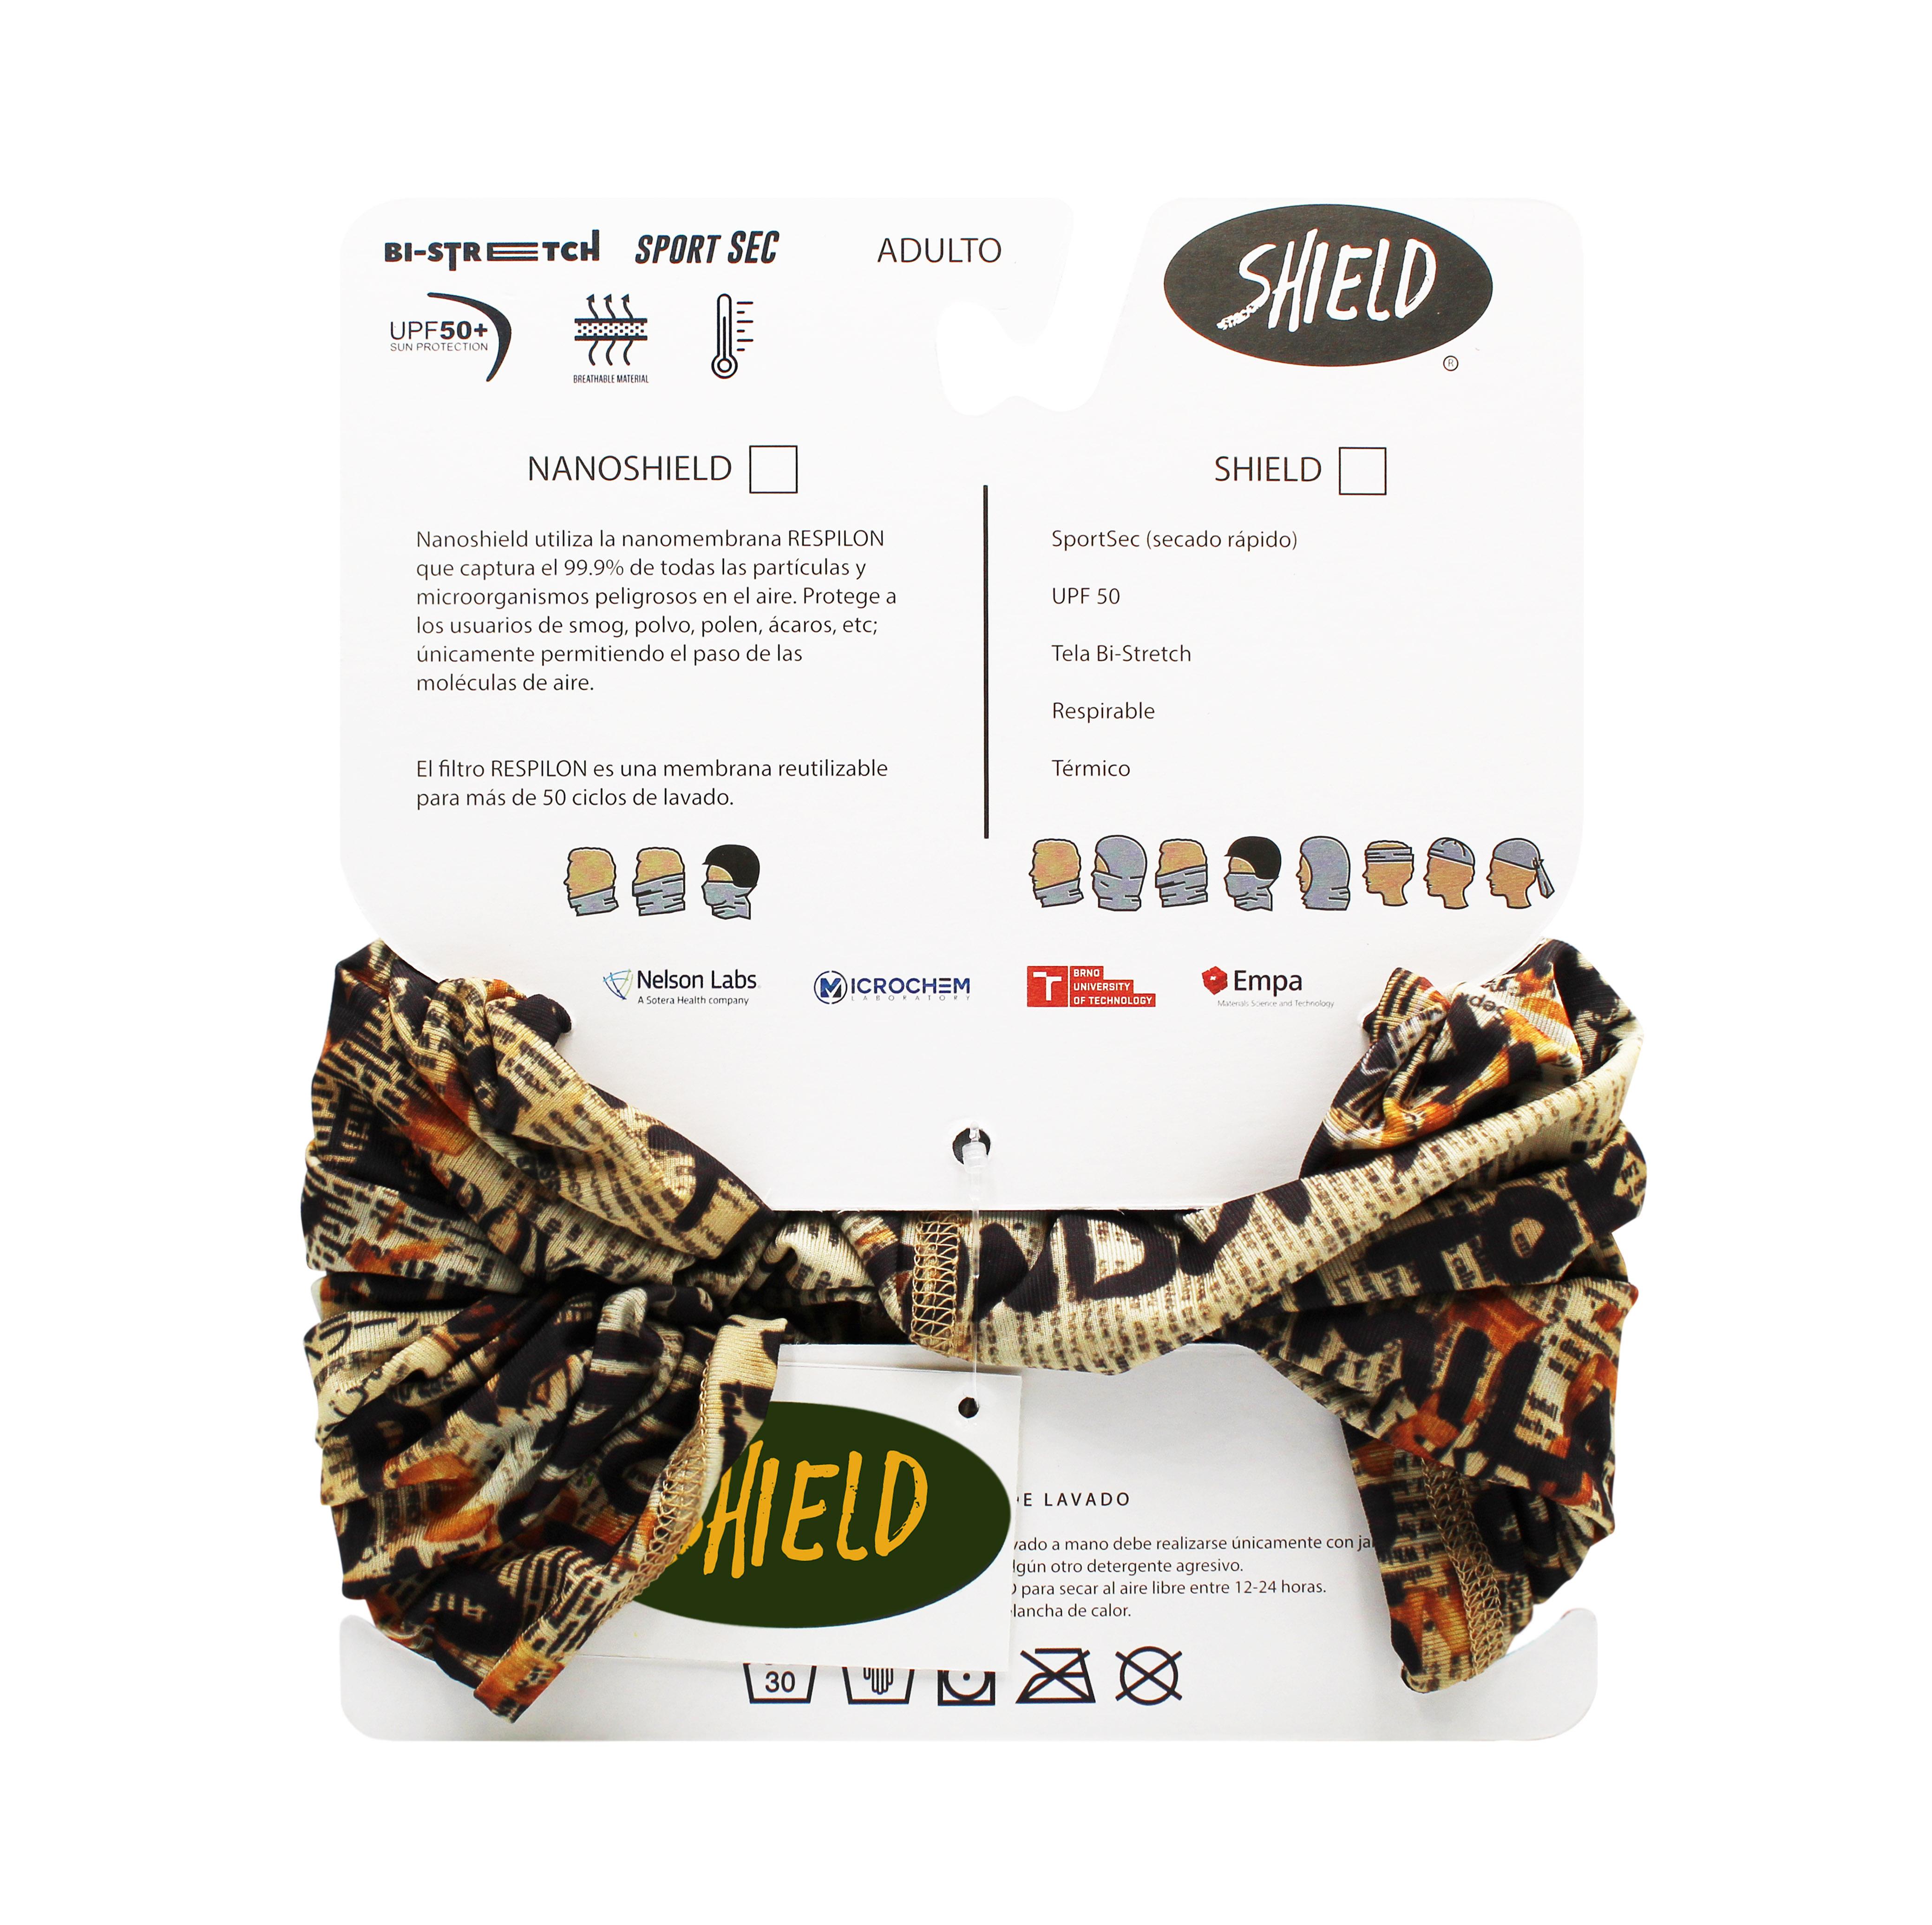 BI-STRETCH SPORT SEC ADULTO
SHIELD
®
UPF50+
SUN PROTECTION
BREATHABLE MATERIAL
NANOSHIELD
Nanoshield utiliza la nanomembrana RESPILON
que captura el 99.9% de todas las partículas y
microorganismos peligrosos en el aire. Protege a
los usuarios de smog, polvo, polen, ácaros, etc;
únicamente permitiendo el paso de las
moléculas de aire.
El filtro RESPILON es una membrana reutilizable
para más de 50 ciclos de lavado.
SHIELD
SportSec (secado rápido)
UPF 50
Tela Bi-Stretch
Respirable
Térmico
Nelson Labs
A Sotera Health company
MICROCHEM
LABORATORY
BRNO
UNIVERSITY
OF TECHNOLOGY
Empa
Materials Science and Technology
SHIELD
E LAVADO
vado a mano debe realizarse únicamente con ja
lgún otro detergente agresivo.
para secar al aire libre entre 12-24 horas.
lancha de calor.
30